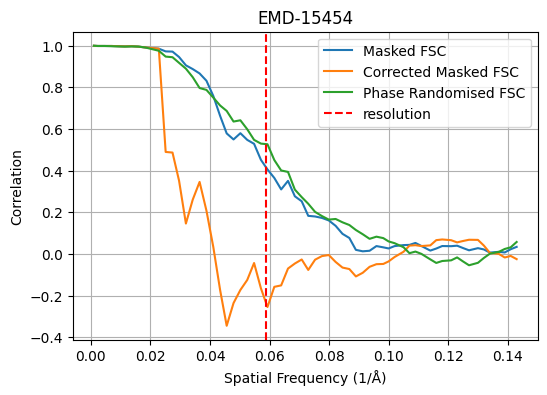 EMD-15454
Masked FSC
Corrected Masked FSC
Phase Randomised FSC
resolution
Correlation
1.0
0.8
0.6
0.4
0.2
0.0
−0.2
−0.4
0.00 0.02 0.04 0.06 0.08 0.10 0.12 0.14
Spatial Frequency (1/Å)